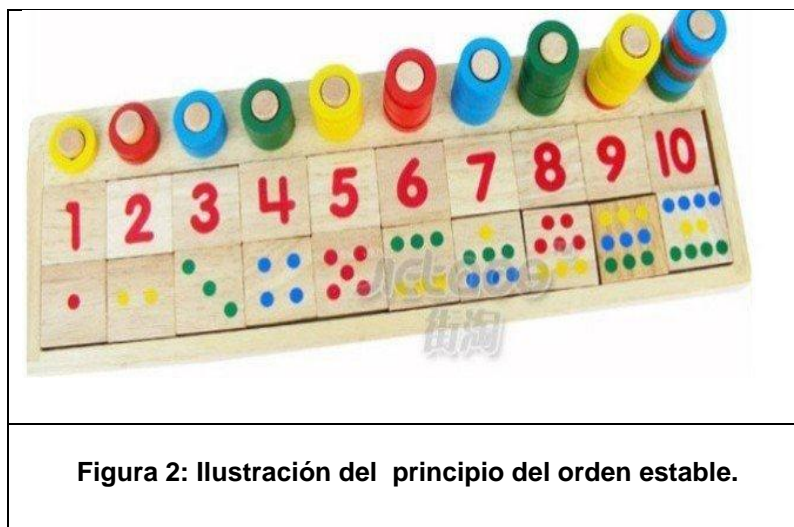 1 2 3 4 5 6 7 8 9 10
街淘
Figura 2: Ilustración del principio del orden estable.